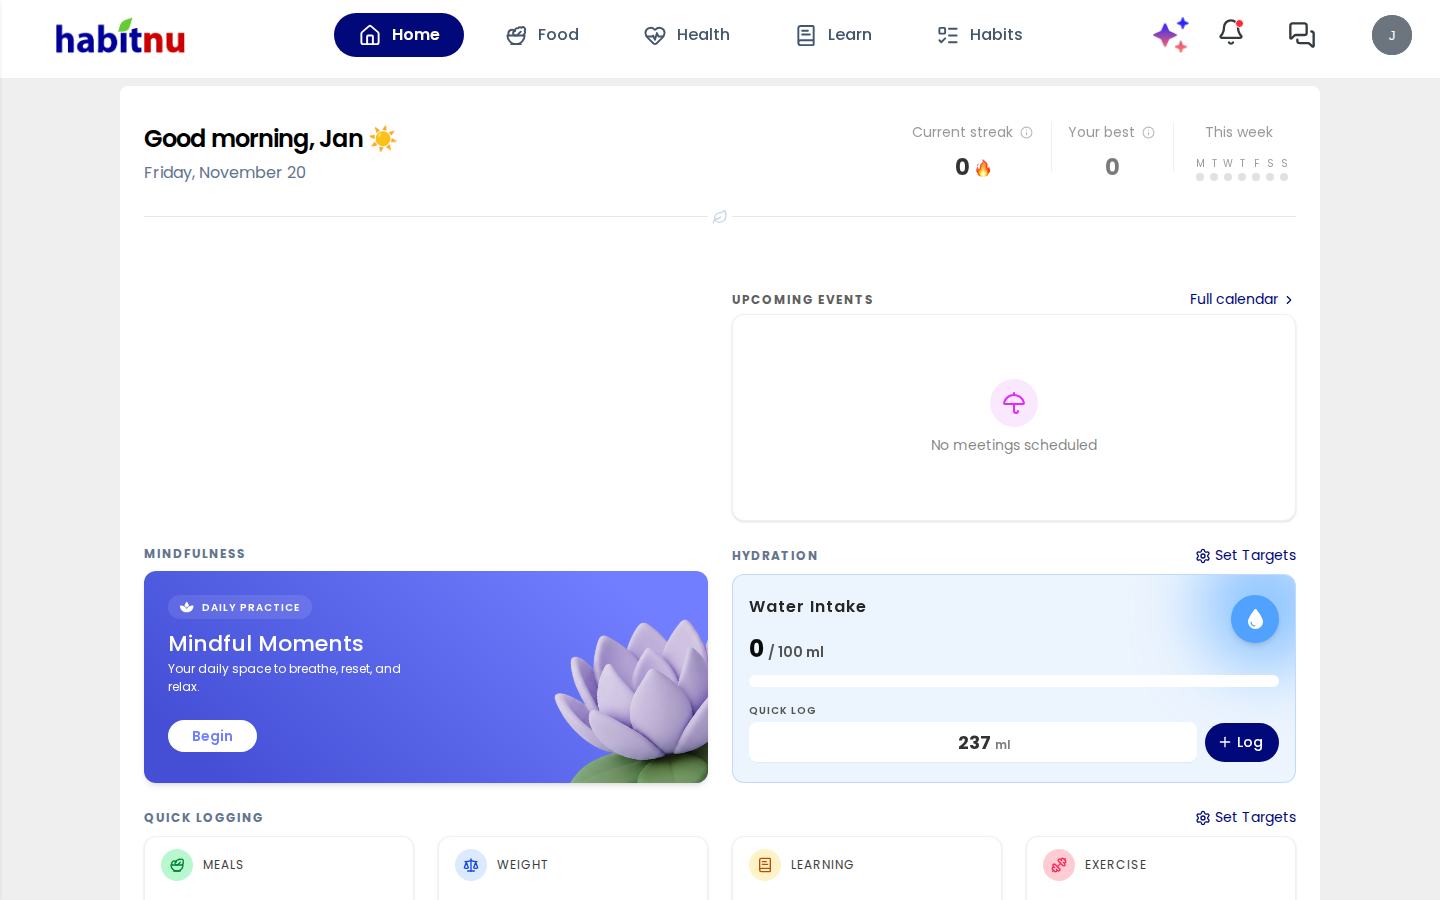 habitnu
Home
Food
Health
Learn
Habits
J
Good morning, Jan
Friday, November 20
Current streak
0
Your best
0
This week
M T W T F S S
UPCOMING EVENTS
Full calendar
No meetings scheduled
MINDFULNESS
DAILY PRACTICE
Mindful Moments
Your daily space to breathe, reset, and
relax.
Begin
HYDRATION
Set Targets
Water Intake
0 / 100 ml
QUICK LOG
237 ml
+ Log
QUICK LOGGING
Set Targets
MEALS
WEIGHT
LEARNING
EXERCISE